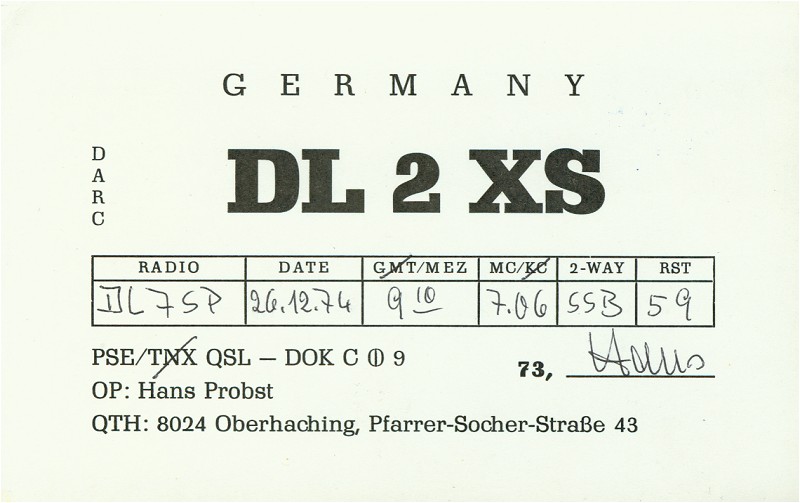 GERMANY
DARC
DL 2 XS
RADIO DATE GMT/MEZ MC/KC 2-WAY RST
DL7SP 26.12.74 9 10 7.06 SSB 59
PSE/TNX QSL – DOK C 0 9
73, Hans
OP: Hans Probst
QTH: 8024 Oberhaching, Pfarrer-Socher-Straße 43